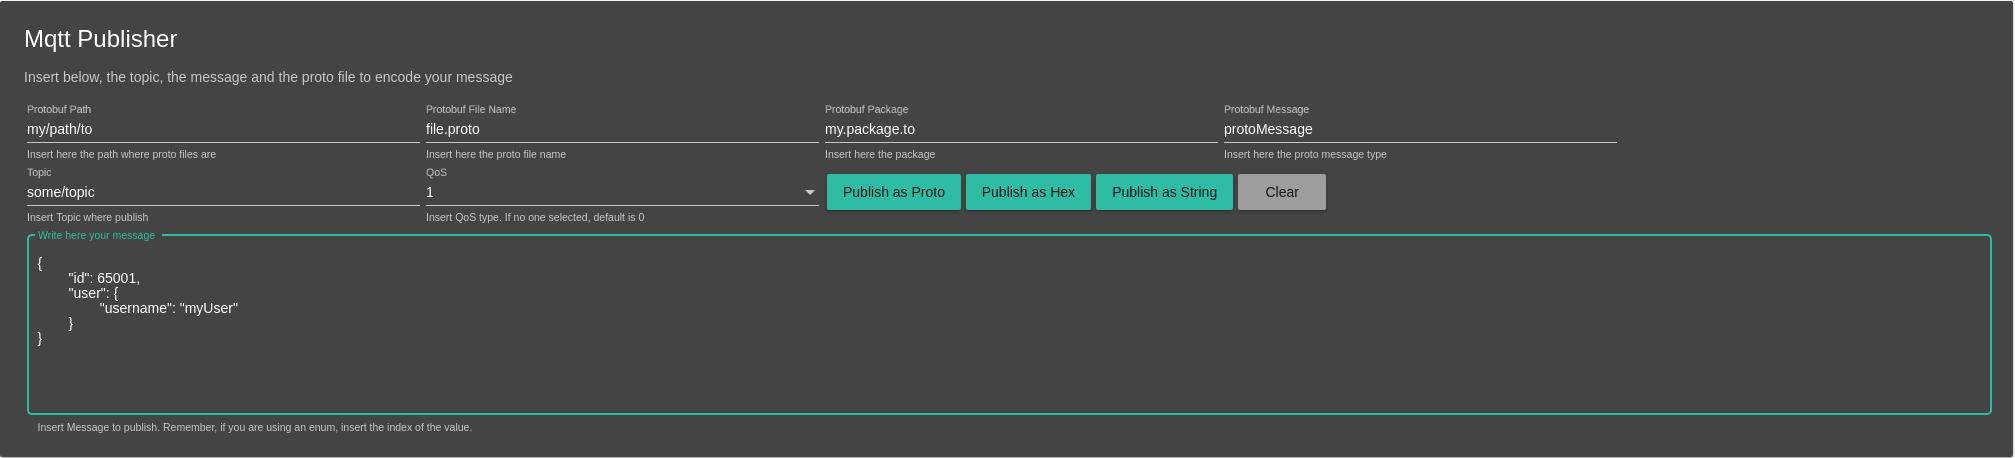 Mqtt Publisher
Insert below, the topic, the message and the proto file to encode your message
Protobuf Path Protobuf File Name Protobuf Package Protobuf Message
my/path/to file.proto my.package.to protoMessage
Insert here the path where proto files are Insert here the proto file name Insert here the package Insert here the proto message type
Topic QoS
some/topic 1 Publish as Proto Publish as Hex Publish as String Clear
Insert Topic where publish Insert QoS type. If no one selected, default is 0
Write here your message
{
"id": 65001,
"user": {
"username": "myUser"
}
}
Insert Message to publish. Remember, if you are using an enum, insert the index of the value.